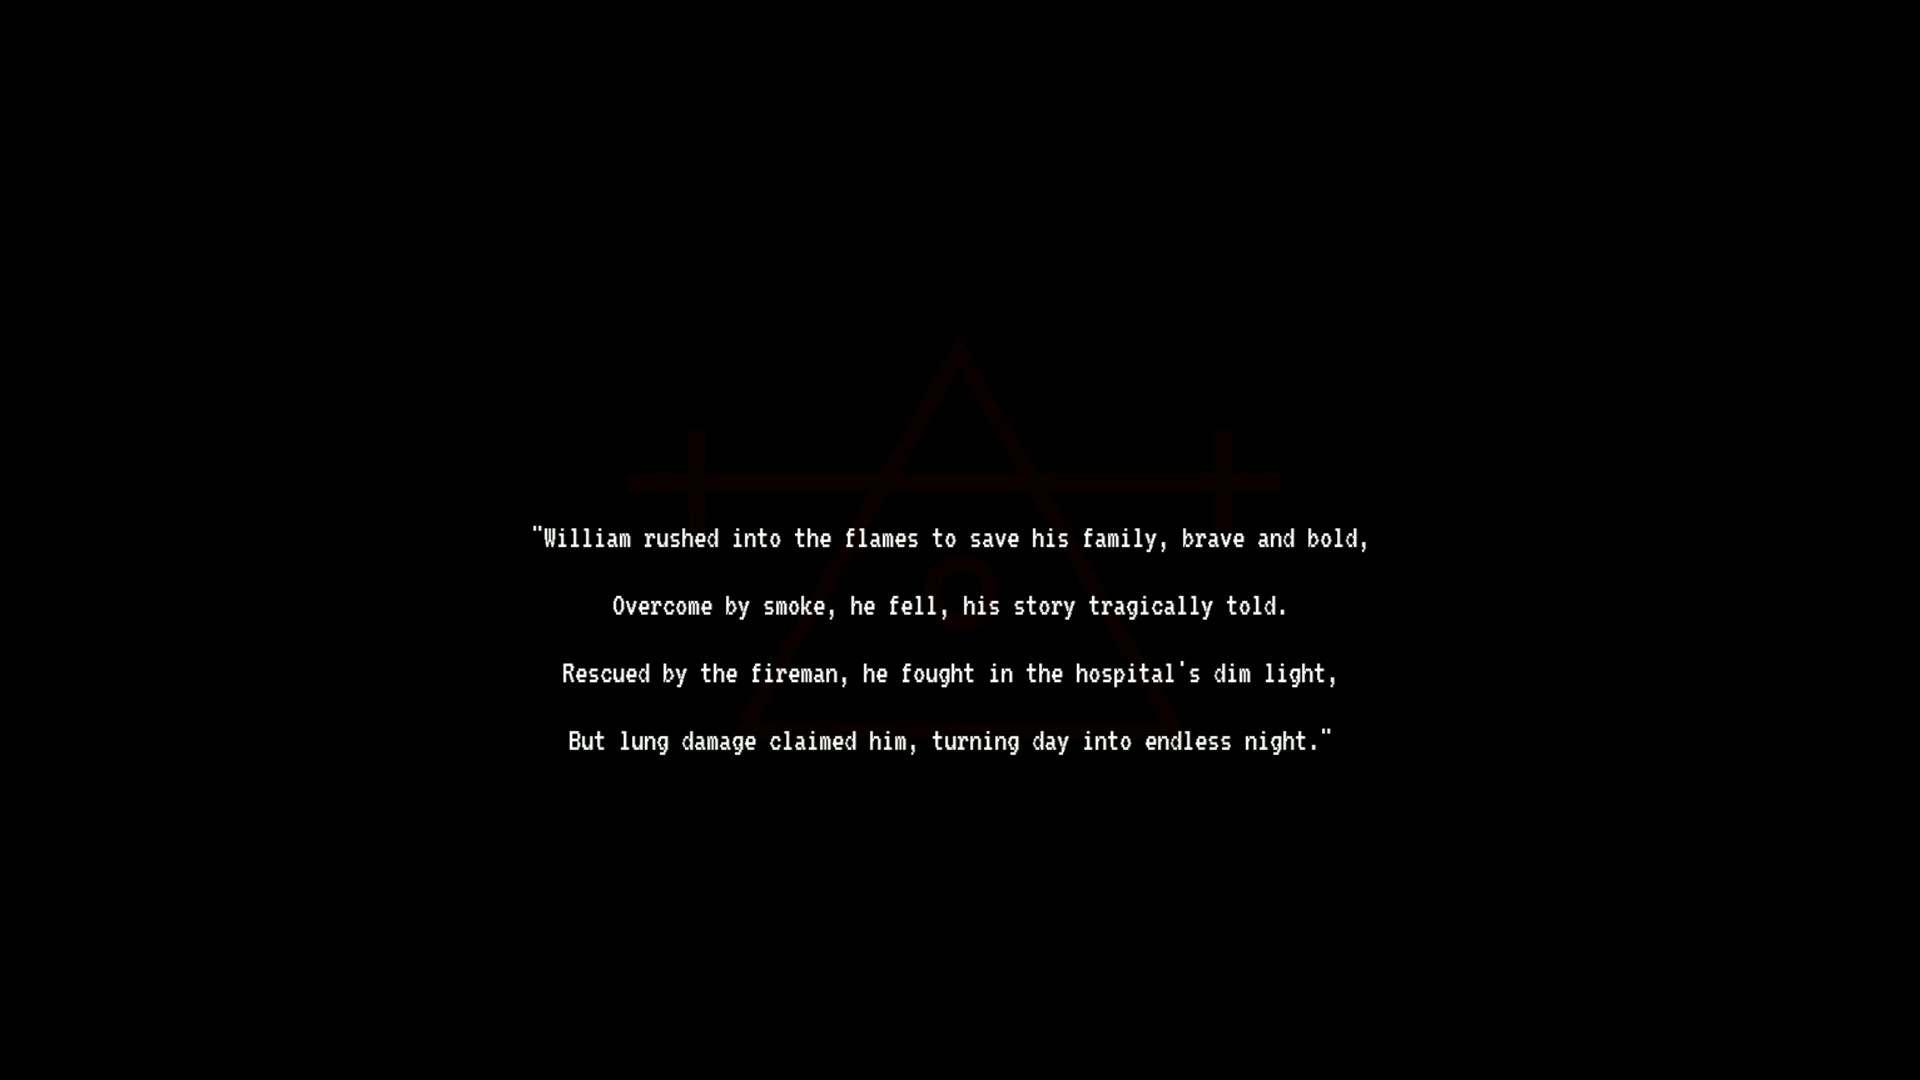 "William rushed into the flames to save his family, brave and bold,
Overcome by smoke, he fell, his story tragically told.
Rescued by the fireman, he fought in the hospital's dim light,
But lung damage claimed him, turning day into endless night."